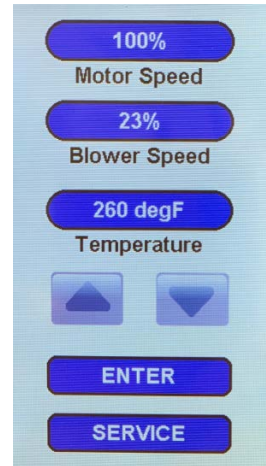 100%
Motor Speed
23%
Blower Speed
260 degF
Temperature
ENTER
SERVICE